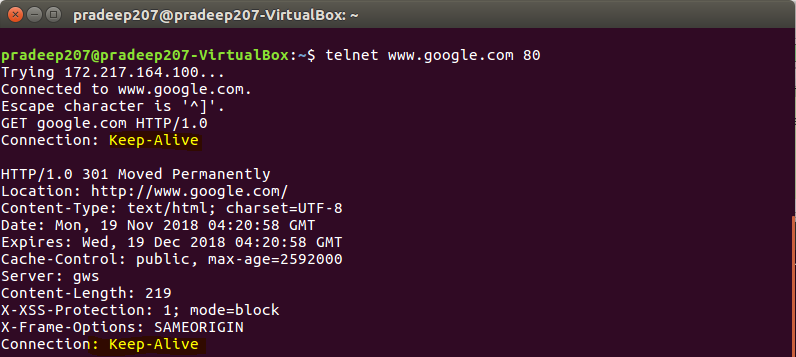 pradeep207@pradeep207-VirtualBox: ~
pradeep207@pradeep207-VirtualBox:~$ telnet www.google.com 80
Trying 172.217.164.100...
Connected to www.google.com.
Escape character is '^]'.
GET google.com HTTP/1.0
Connection: Keep-Alive
HTTP/1.0 301 Moved Permanently
Location: http://www.google.com/
Content-Type: text/html; charset=UTF-8
Date: Mon, 19 Nov 2018 04:20:58 GMT
Expires: Wed, 19 Dec 2018 04:20:58 GMT
Cache-Control: public, max-age=2592000
Server: gws
Content-Length: 219
X-XSS-Protection: 1; mode=block
X-Frame-Options: SAMEORIGIN
Connection: Keep-Alive